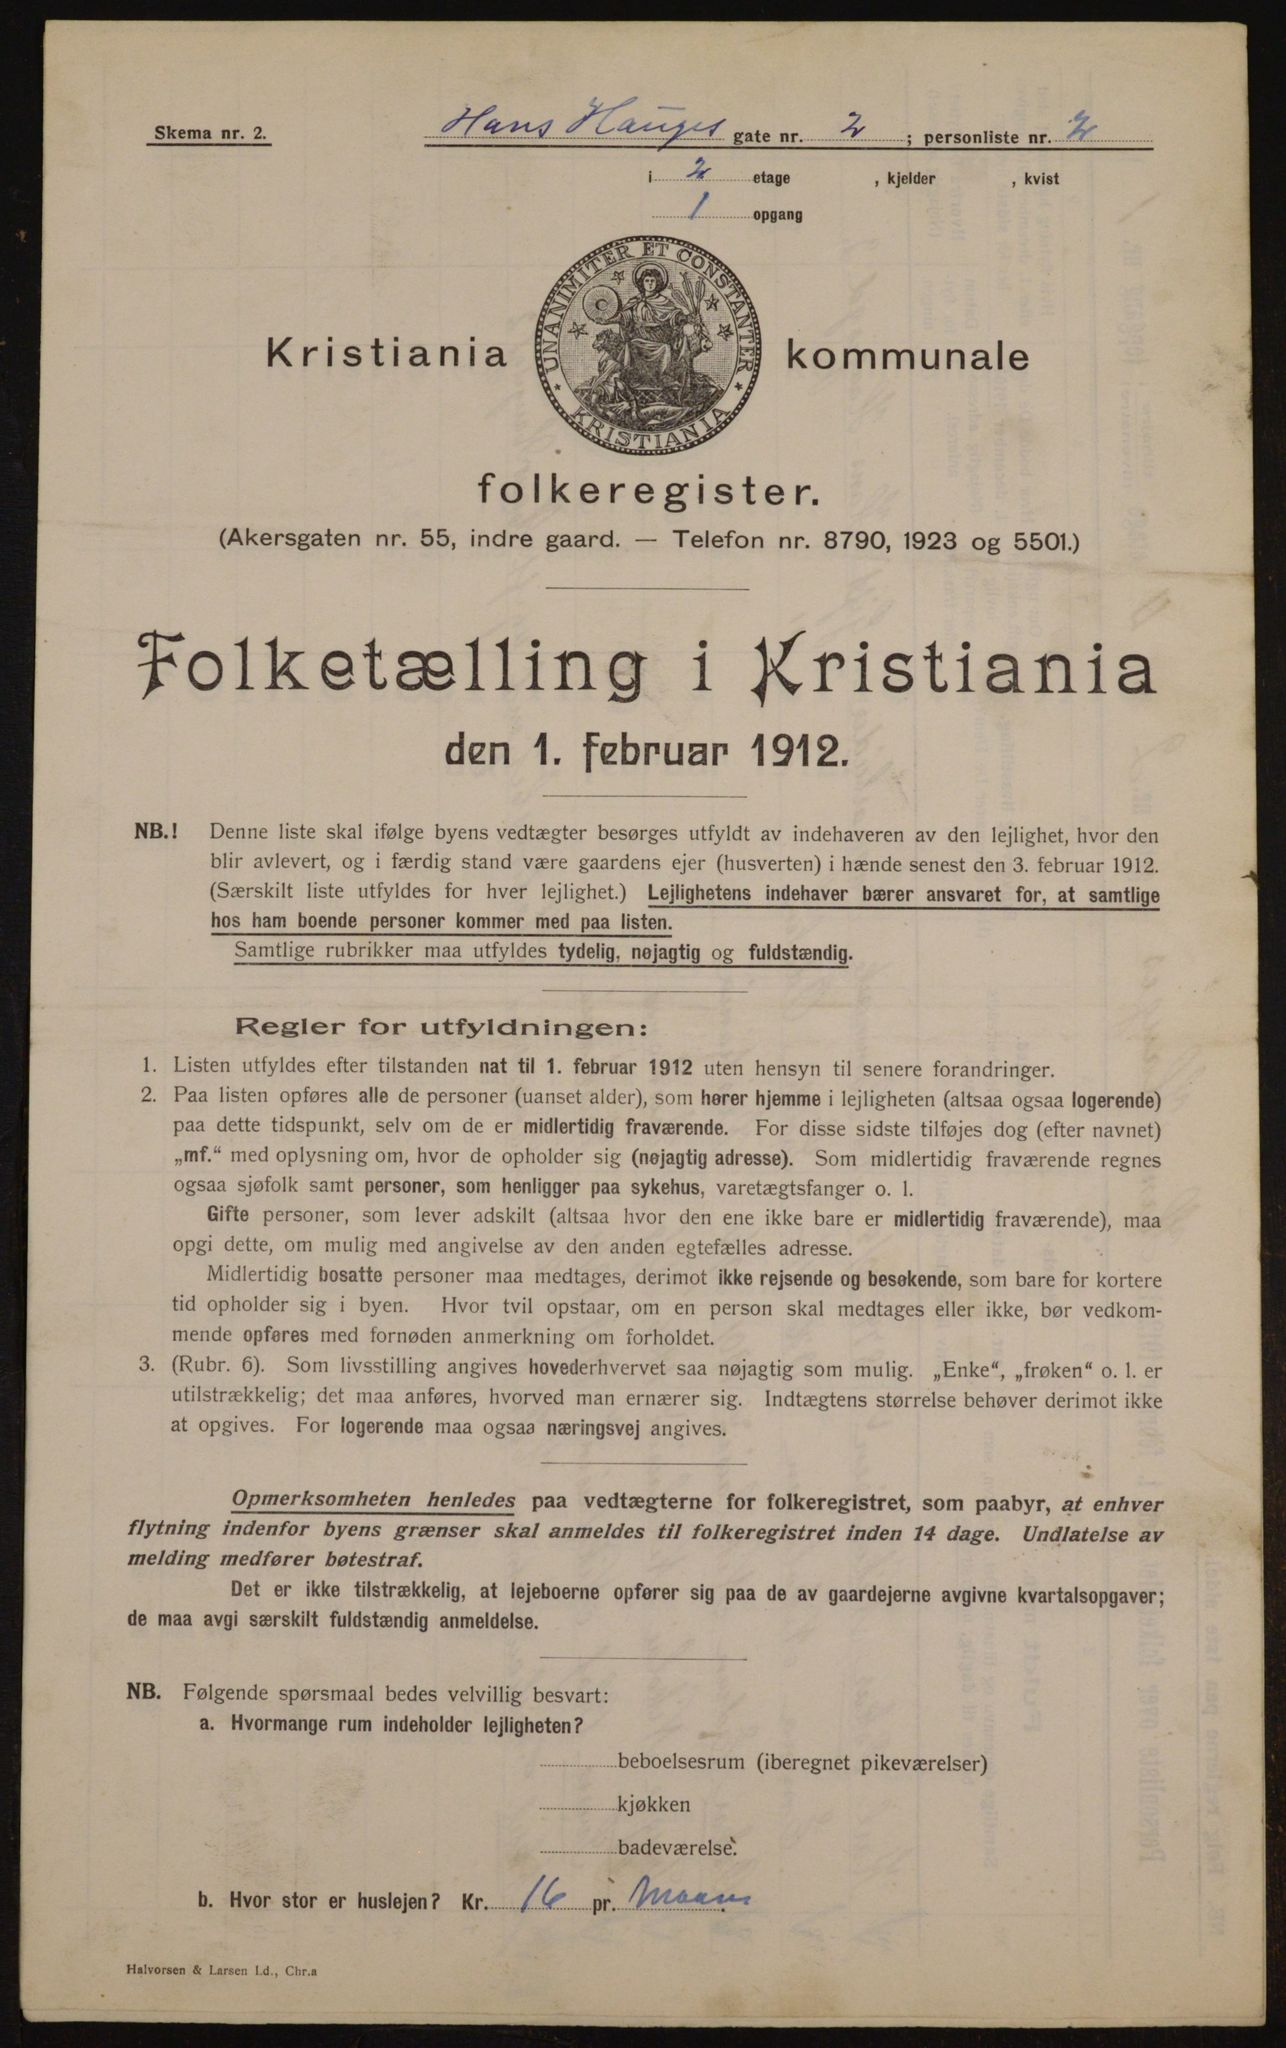 Skema nr. 2.
Hans Hauges gate nr. 2 ; personliste nr. 2
i 2 etage , kjelder , kvist
1 opgang
UNANIMITER ET CONSTANTER
KRISTIANIA
Kristiania kommunale
folkeregister.
(Akersgaten nr. 55, indre gaard. — Telefon nr. 8790, 1923 og 5501.)
Folketælling i Kristiania
den 1. februar 1912.
NB.! Denne liste skal ifølge byens vedtægter besørges utfyldt av indehaveren av den lejlighet, hvor den
blir avlevert, og i færdig stand være gaardens ejer (husverten) i hænde senest den 3. februar 1912.
(Særskilt liste utfyldes for hver lejlighet.) Lejlighetens indehaver bærer ansvaret for, at samtlige
hos ham boende personer kommer med paa listen.
Samtlige rubrikker maa utfyldes tydelig, nøjagtig og fuldstændig.
Regler for utfyldningen:
1. Listen utfyldes efter tilstanden nat til 1. februar 1912 uten hensyn til senere forandringer.
2. Paa listen opføres alle de personer (uanset alder), som hører hjemme i lejligheten (altsaa ogsaa logerende)
paa dette tidspunkt, selv om de er midlertidig fraværende. For disse sidste tilføjes dog (efter navnet)
„mf.“ med oplysning om, hvor de opholder sig (nøjagtig adresse). Som midlertidig fraværende regnes
ogsaa sjøfolk samt personer, som henligger paa sykehus, varetægtsfanger o. l.
Gifte personer, som lever adskilt (altsaa hvor den ene ikke bare er midlertidig fraværende), maa
opgi dette, om mulig med angivelse av den anden egtefælles adresse.
Midlertidig bosatte personer maa medtages, derimot ikke rejsende og besøkende, som bare for kortere
tid opholder sig i byen. Hvor tvil opstaar, om en person skal medtages eller ikke, bør vedkom-
mende opføres med fornøden anmerkning om forholdet.
3. (Rubr. 6). Som livsstilling angives hovederhvervet saa nøjagtig som mulig. „Enke“, „frøken“ o. l. er
utilstrækkelig; det maa anføres, hvorved man ernærer sig. Indtægtens størrelse behøver derimot ikke
at opgives. For logerende maa ogsaa næringsvej angives.
Opmerksomheten henledes paa vedtægterne for folkeregistret, som paabyr, at enhver
flytning indenfor byens grænser skal anmeldes til folkeregistret inden 14 dage. Undlatelse av
melding medfører bøtestraf.
Det er ikke tilstrækkelig, at lejeboerne opfører sig paa de av gaardejerne avgivne kvartalsopgaver;
de maa avgi særskilt fuldstændig anmeldelse.
NB. Følgende spørsmaal bedes velvillig besvart:
a. Hvormange rum indeholder lejligheten?
beboelsesrum (iberegnet pikeværelser)
kjøkken
badeværelse.
b. Hvor stor er huslejen? Kr. 16 pr.
Halvorsen & Larsen Ld., Chr.a